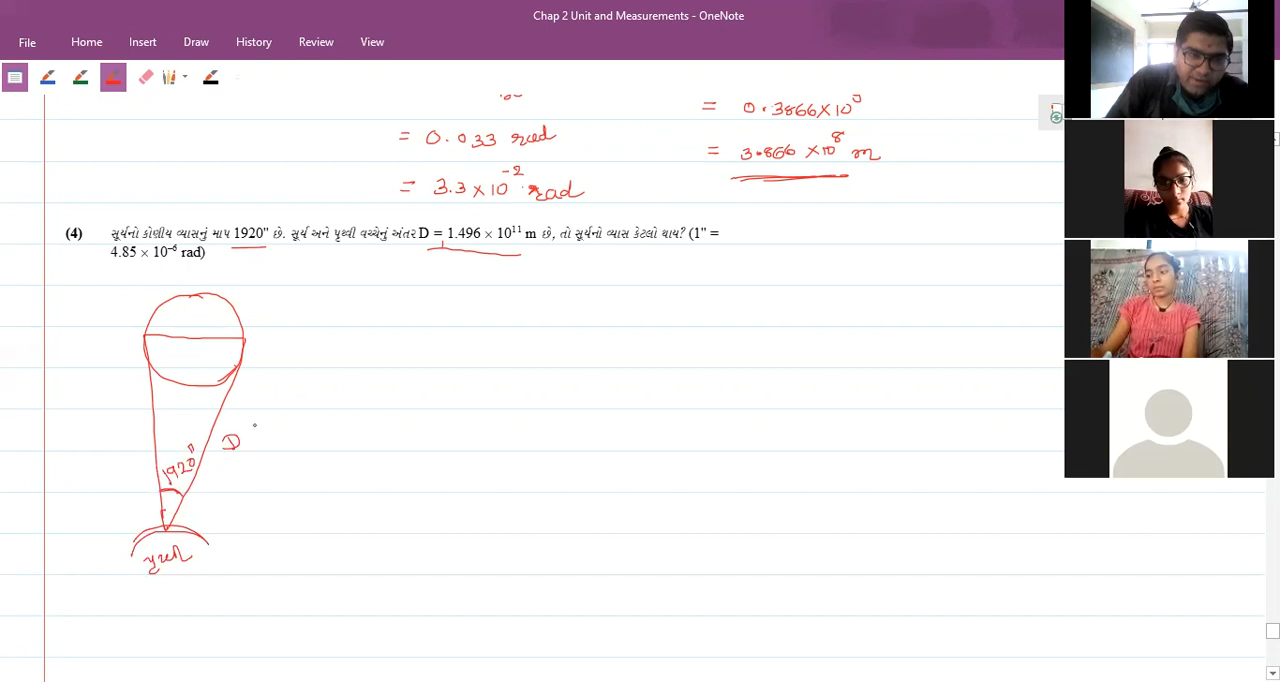 Chap 2 Unit and Measurements - OneNote
File Home Insert Draw History Review View
= 0.3866×10⁹
= 0.033 rad
= 3.866 ×10⁸ m
= 3.3 ×10⁻² rad
(4) સૂર્યનો કોણીય વ્યાસનું માપ 1920" છે. સૂર્ય અને પૃથ્વી વચ્ચેનું અંતર D = 1.496 × 10¹¹ m છે, તો સૂર્યનો વ્યાસ કેટલો થાય? (1" =
4.85 × 10⁻⁶ rad)
D
1920"
પૃથ્વી